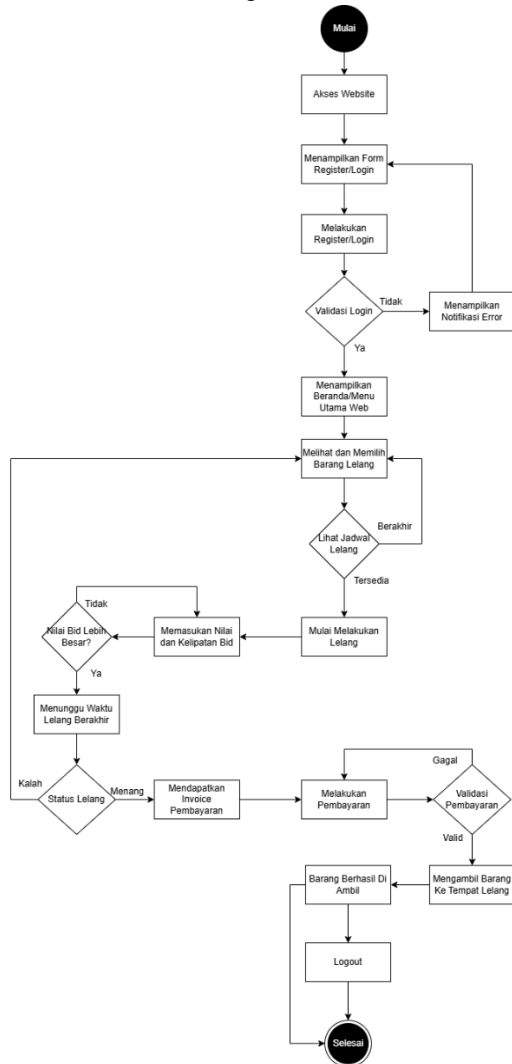 Mulai
Akses Website
Menampilkan Form
Register/Login
Melakukan
Register/Login
Validasi Login
Tidak
Menampilkan
Notifikasi Error
Ya
Menampilkan
Beranda/Menu
Utama Web
Melihat dan Memilih
Barang Lelang
Berakhir
Lihat Jadwal
Lelang
Tersedia
Tidak
Nilai Bid Lebih
Besar?
Memasukan Nilai
dan Kelipatan Bid
Mulai Melakukan
Lelang
Ya
Menunggu Waktu
Lelang Berakhir
Kalah
Status Lelang
Menang
Mendapatkan
Invoice
Pembayaran
Melakukan
Pembayaran
Gagal
Validasi
Pembayaran
Valid
Barang Berhasil Di
Ambil
Mengambil Barang
Ke Tempat Lelang
Logout
Selesai